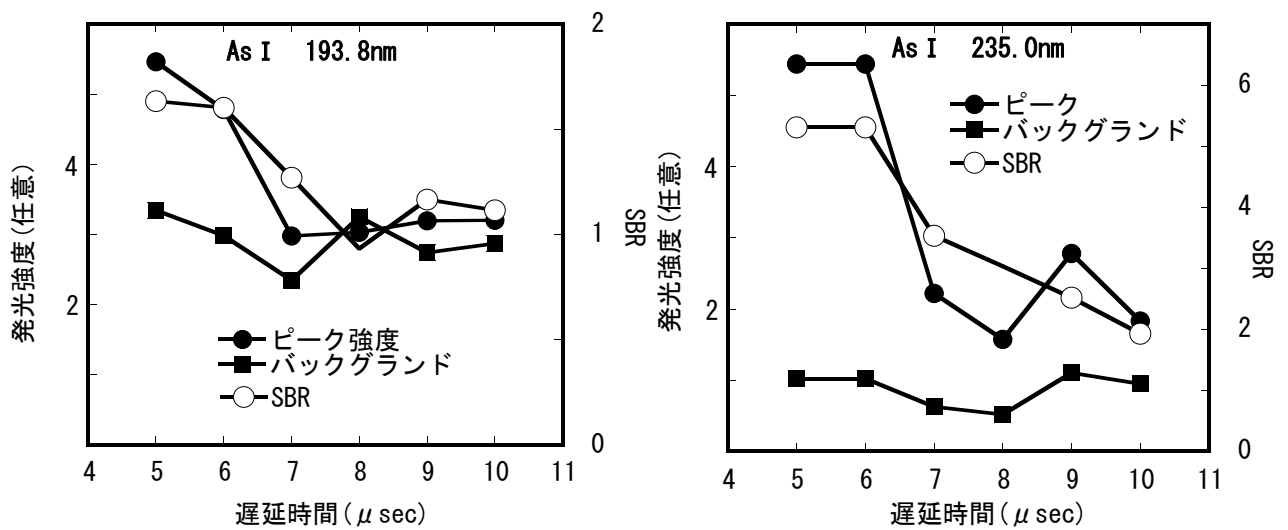 As I 193.8nm
発光強度(任意)
4
2
2
1
0
SBR
ピーク強度
バックグランド
SBR
4 5 6 7 8 9 10 11
遅延時間(μsec)
As I 235.0nm
発光強度(任意)
4
2
6
4
2
0
SBR
ピーク
バックグランド
SBR
4 5 6 7 8 9 10 11
遅延時間(μsec)